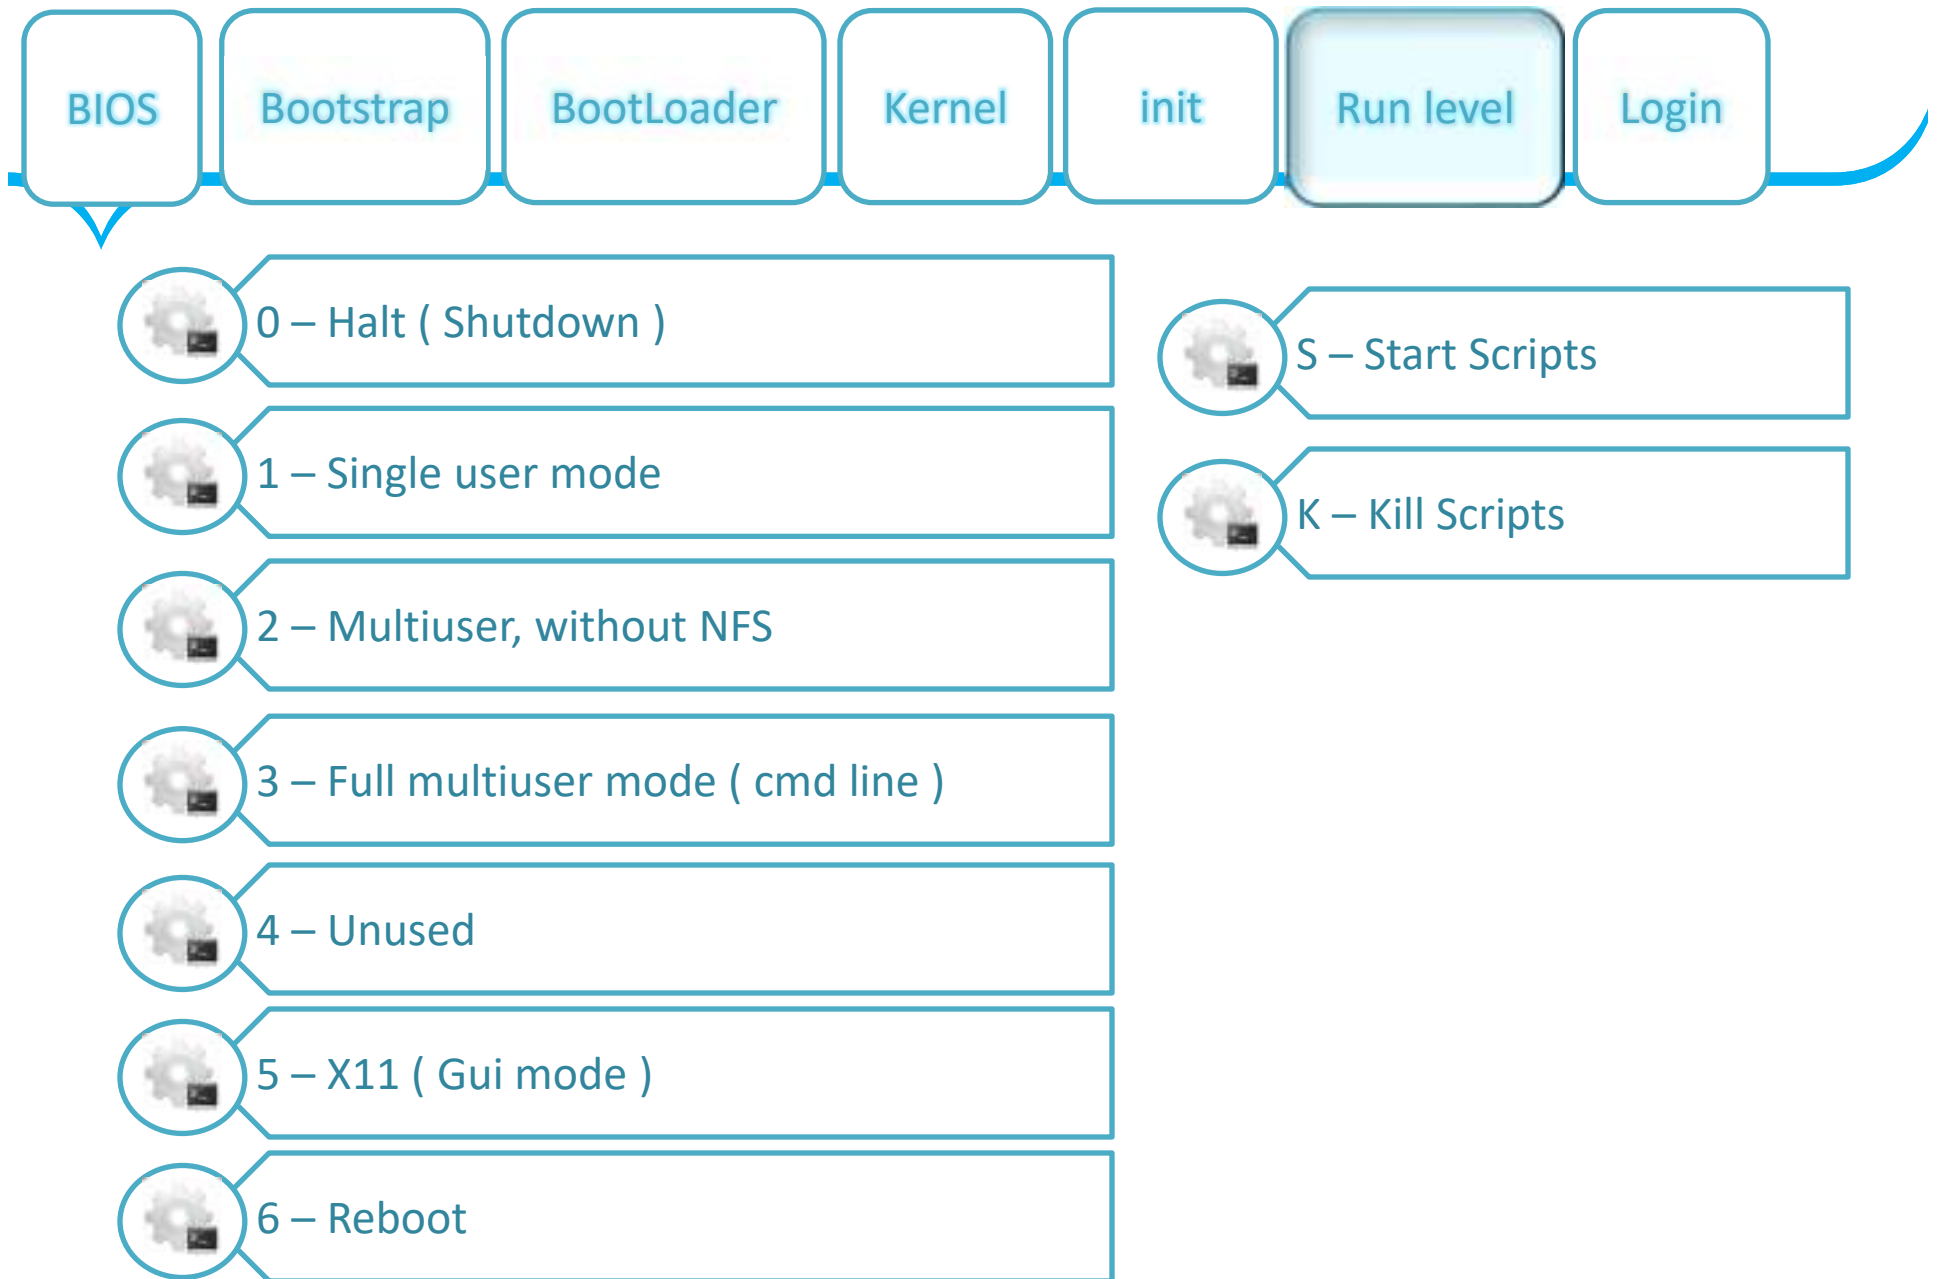 BIOS
Bootstrap
BootLoader
Kernel
init
Run level
Login
0 – Halt ( Shutdown )
1 – Single user mode
2 – Multiuser, without NFS
3 – Full multiuser mode ( cmd line )
4 – Unused
5 – X11 ( Gui mode )
6 – Reboot
S – Start Scripts
K – Kill Scripts